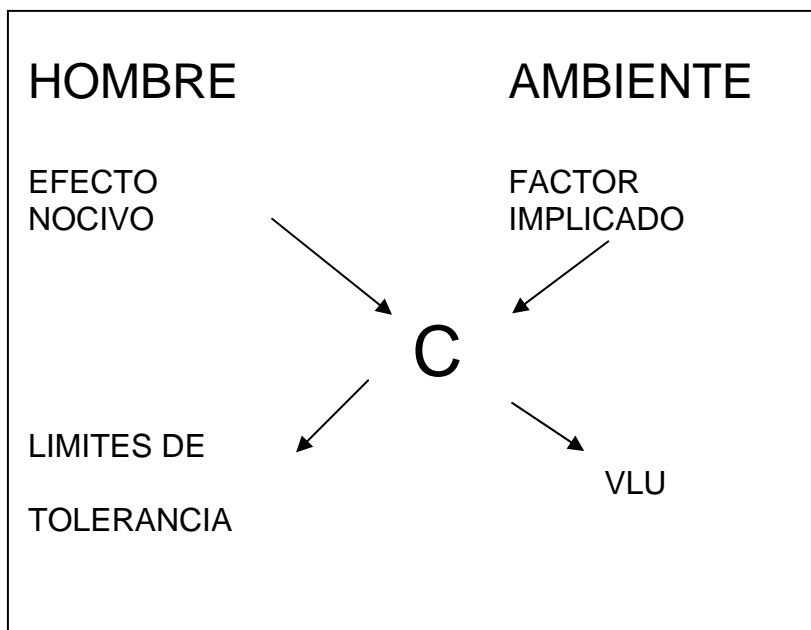 HOMBRE
AMBIENTE
EFECTO
NOCIVO
FACTOR
IMPLICADO
C
LIMITES DE
TOLERANCIA
VLU